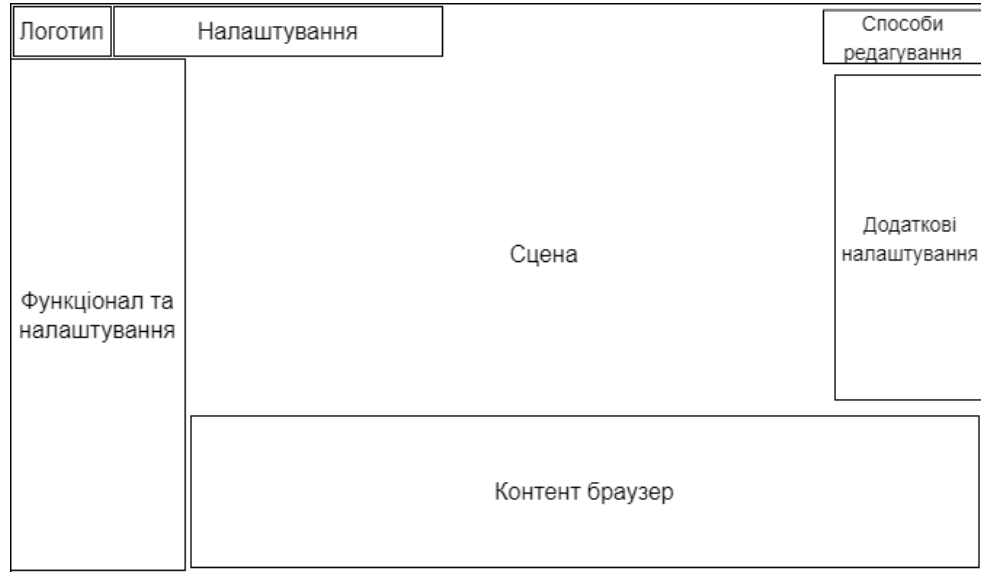 Логотип
Налаштування
Способи
редагування
Функціонал та
налаштування
Сцена
Додаткові
налаштування
Контент браузер